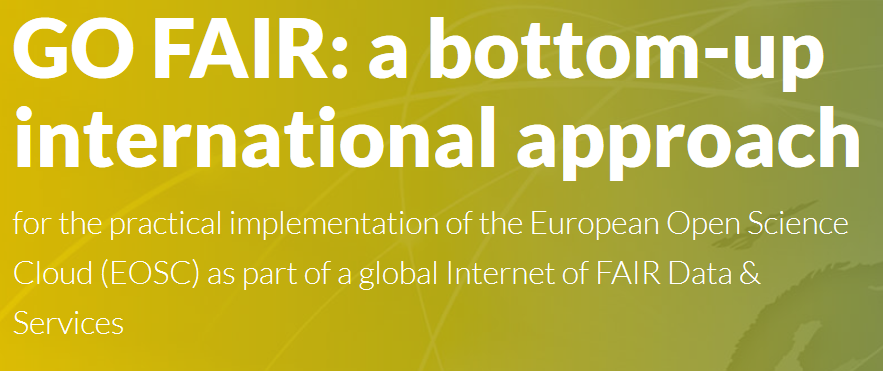 GO FAIR: a bottom-up
international approach
for the practical implementation of the European Open Science
Cloud (EOSC) as part of a global Internet of FAIR Data &
Services